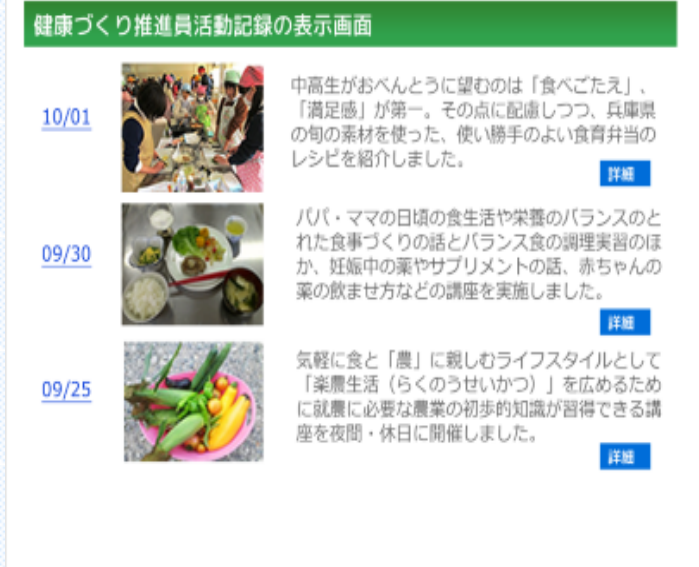 健康づくり推進員活動記録の表示画面
10/01
中高生がおべんとうに望むのは「食べごたえ」、
「満足感」が第一。その点に配慮しつつ、兵庫県
の旬の素材を使った、使い勝手のよい食育弁当の
レシピを紹介しました。
詳細
09/30
パパ・ママの日頃の食生活や栄養のバランスのと
れた食事づくりの話とバランス食の調理実習のほ
か、妊娠中の薬やサプリメントの話、赤ちゃんの
薬の飲ませ方などの講座を実施しました。
詳細
09/25
気軽に食と「農」に親しむライフスタイルとして
「楽農生活（らくのうせいかつ）」を広めるため
に就農に必要な農業の初歩的知識が習得できる講
座を夜間・休日に開催しました。
詳細